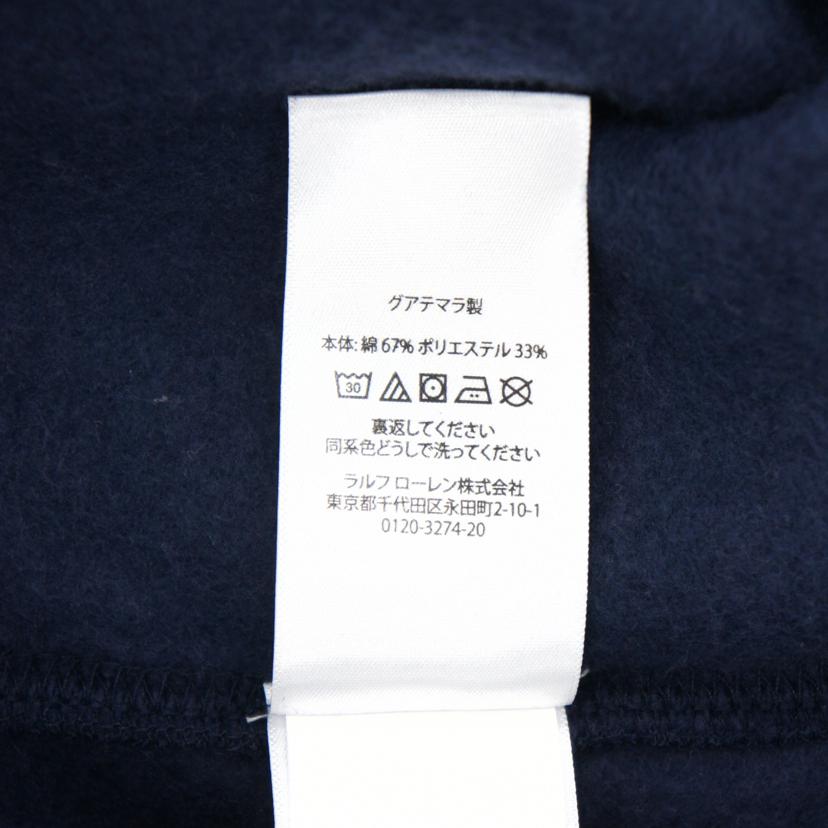 グアテマラ製
本体: 綿 67% ポリエステル 33%
30
裏返してください
同系色どうしで洗ってください
ラルフ ローレン株式会社
東京都千代田区永田町2-10-1
0120-3274-20